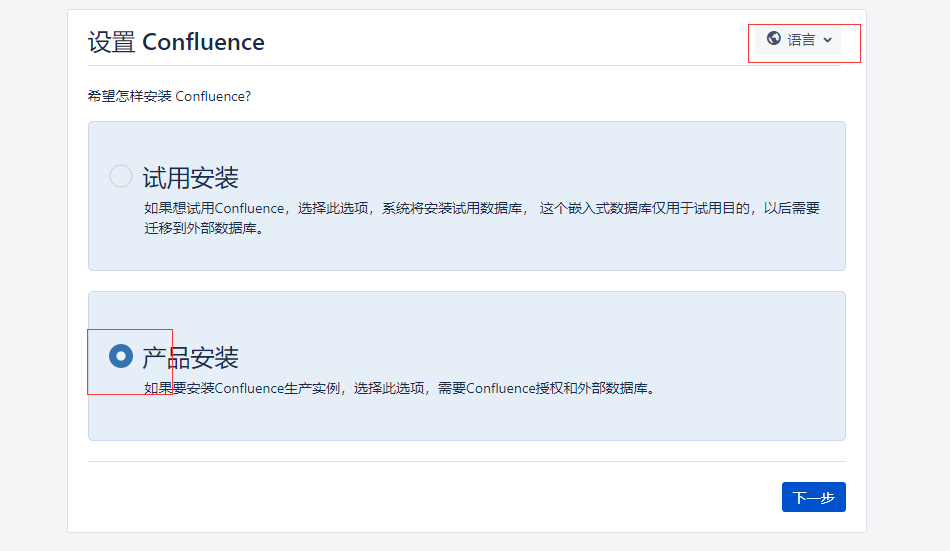 设置 Confluence
语言
希望怎样安装 Confluence?
试用安装
如果想试用Confluence，选择此选项，系统将安装试用数据库， 这个嵌入式数据库仅用于试用目的，以后需要
迁移到外部数据库。
产品安装
如果要安装Confluence生产实例，选择此选项，需要Confluence授权和外部数据库。
下一步